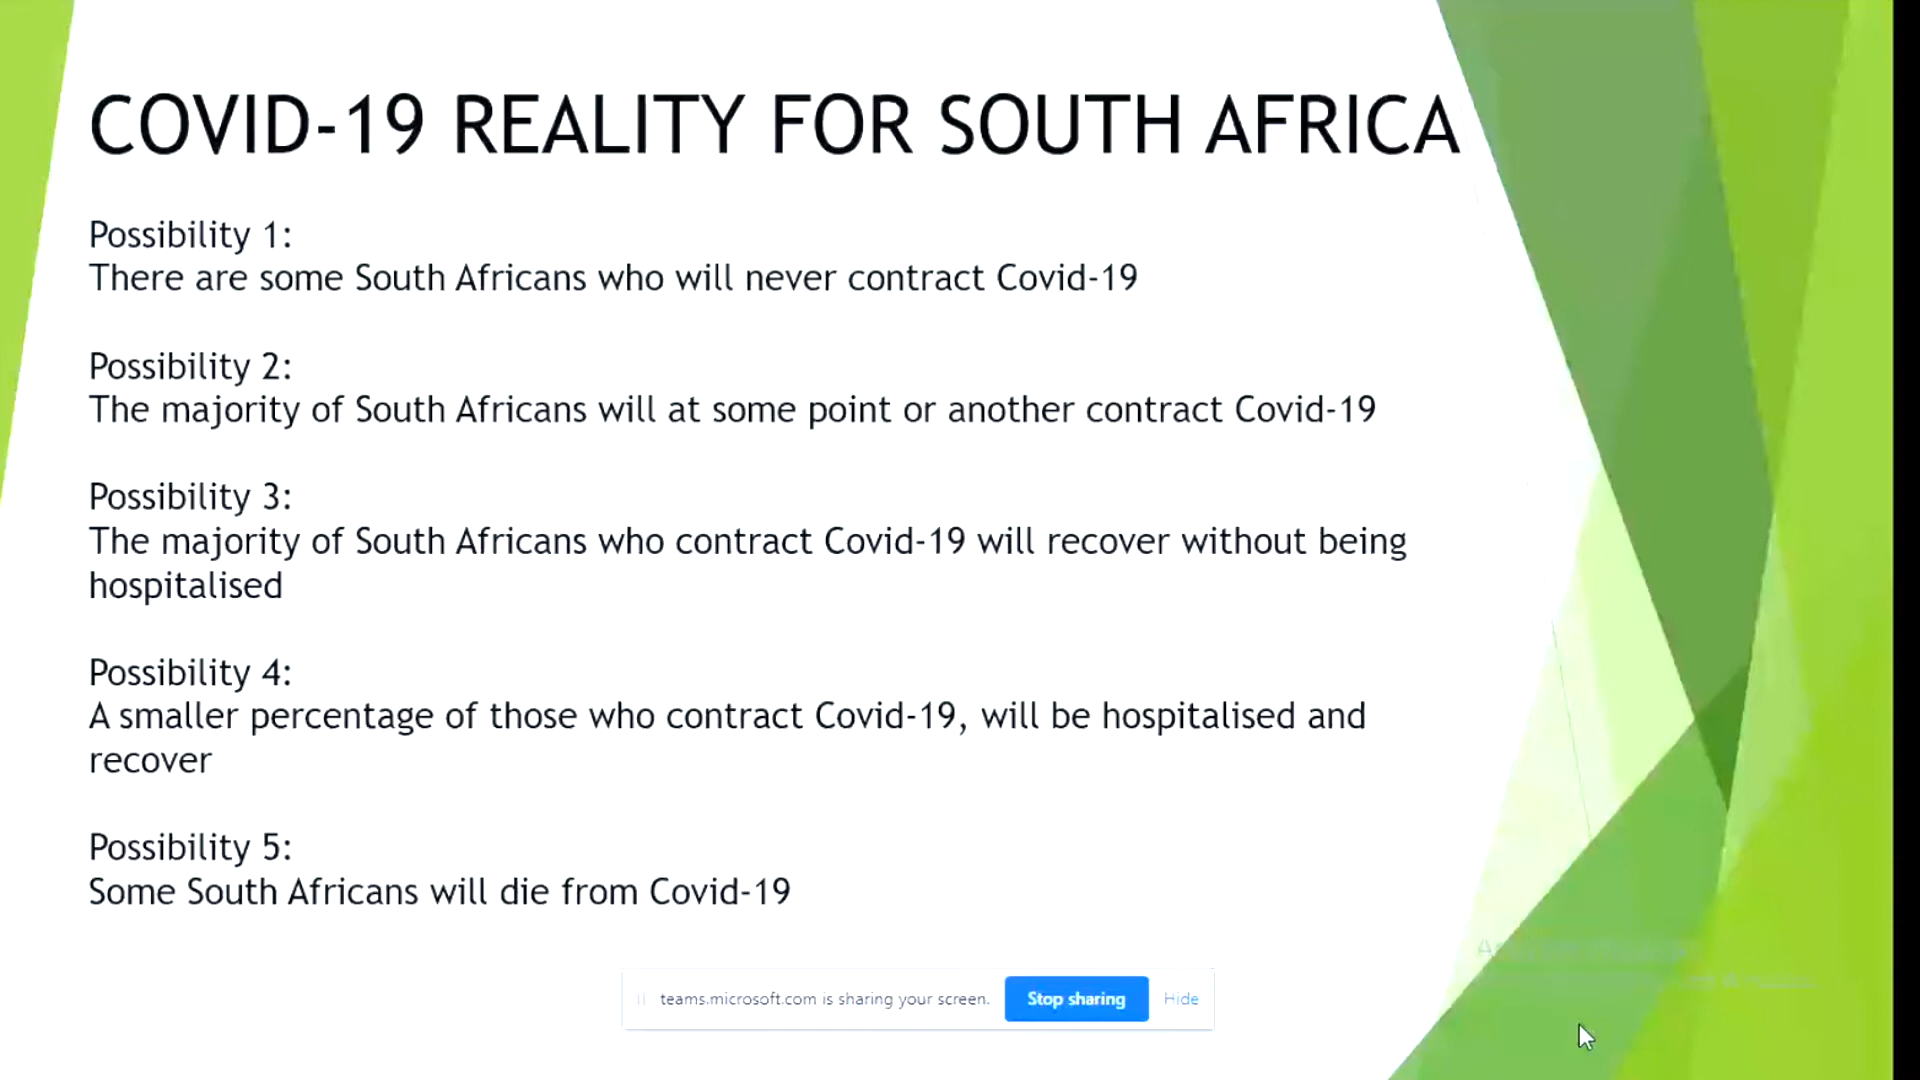 COVID-19 REALITY FOR SOUTH AFRICA
Possibility 1:
There are some South Africans who will never contract Covid-19
Possibility 2:
The majority of South Africans will at some point or another contract Covid-19
Possibility 3:
The majority of South Africans who contract Covid-19 will recover without being
hospitalised
Possibility 4:
A smaller percentage of those who contract Covid-19, will be hospitalised and
recover
Possibility 5:
Some South Africans will die from Covid-19
teams.microsoft.com is sharing your screen. Stop sharing Hide